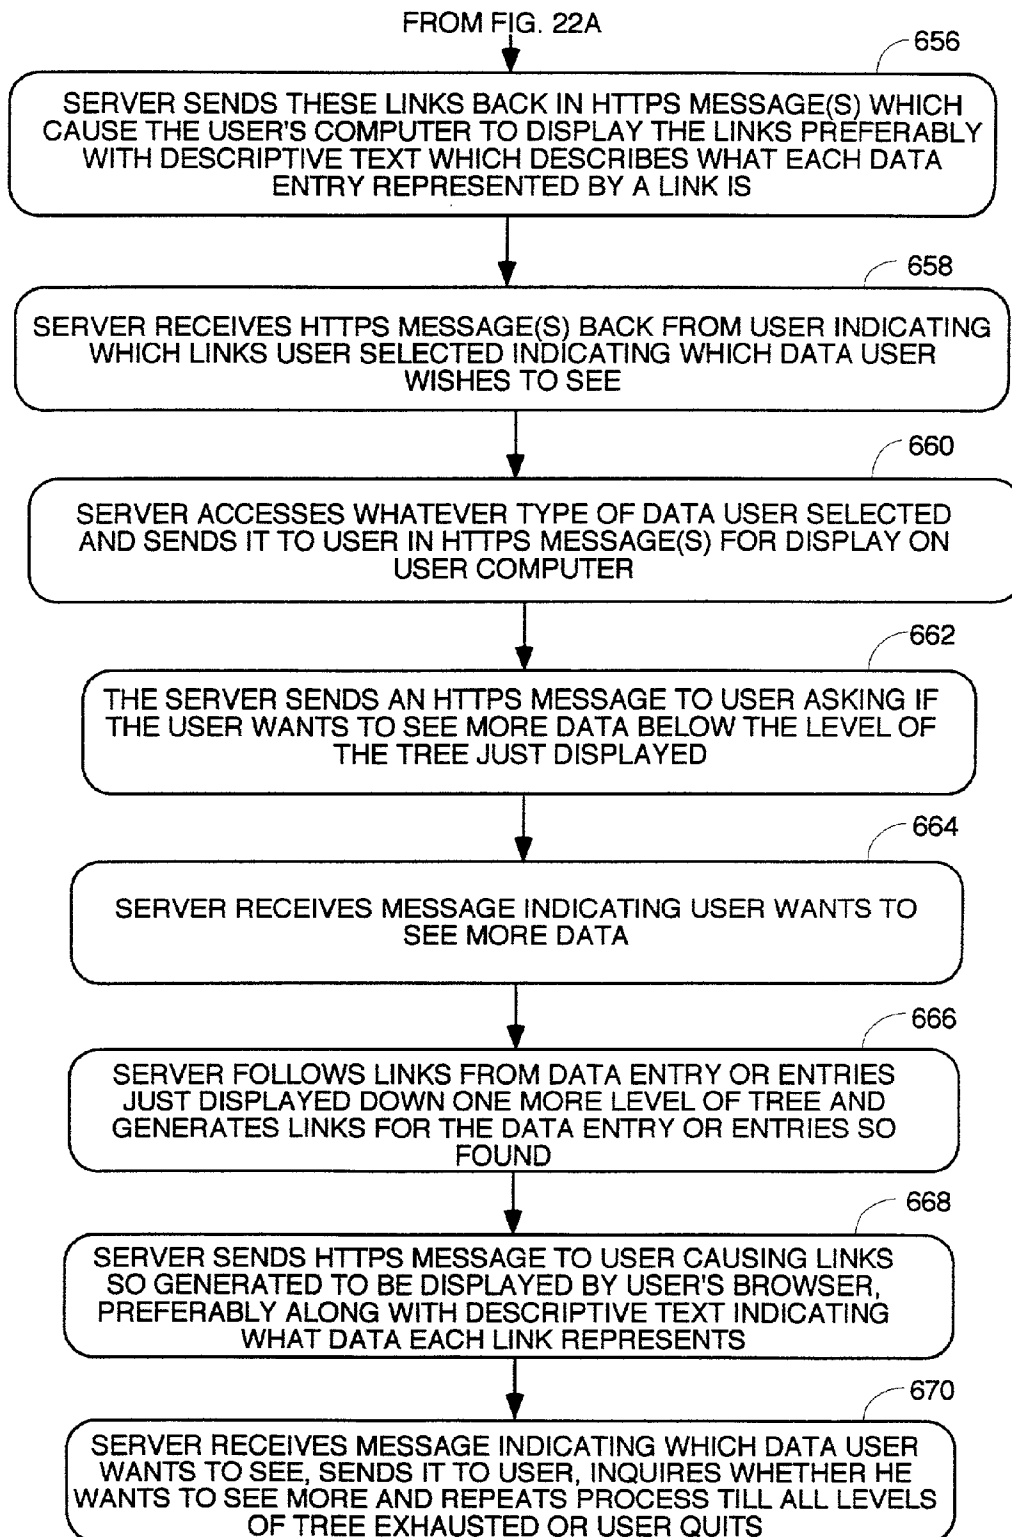 FROM FIG. 22A
656
SERVER SENDS THESE LINKS BACK IN HTTPS MESSAGE(S) WHICH
CAUSE THE USER'S COMPUTER TO DISPLAY THE LINKS PREFERABLY
WITH DESCRIPTIVE TEXT WHICH DESCRIBES WHAT EACH DATA
ENTRY REPRESENTED BY A LINK IS
658
SERVER RECEIVES HTTPS MESSAGE(S) BACK FROM USER INDICATING
WHICH LINKS USER SELECTED INDICATING WHICH DATA USER
WISHES TO SEE
660
SERVER ACCESSES WHATEVER TYPE OF DATA USER SELECTED
AND SENDS IT TO USER IN HTTPS MESSAGE(S) FOR DISPLAY ON
USER COMPUTER
662
THE SERVER SENDS AN HTTPS MESSAGE TO USER ASKING IF
THE USER WANTS TO SEE MORE DATA BELOW THE LEVEL OF
THE TREE JUST DISPLAYED
664
SERVER RECEIVES MESSAGE INDICATING USER WANTS TO
SEE MORE DATA
666
SERVER FOLLOWS LINKS FROM DATA ENTRY OR ENTRIES
JUST DISPLAYED DOWN ONE MORE LEVEL OF TREE AND
GENERATES LINKS FOR THE DATA ENTRY OR ENTRIES SO
FOUND
668
SERVER SENDS HTTPS MESSAGE TO USER CAUSING LINKS
SO GENERATED TO BE DISPLAYED BY USER'S BROWSER,
PREFERABLY ALONG WITH DESCRIPTIVE TEXT INDICATING
WHAT DATA EACH LINK REPRESENTS
670
SERVER RECEIVES MESSAGE INDICATING WHICH DATA USER
WANTS TO SEE, SENDS IT TO USER, INQUIRES WHETHER HE
WANTS TO SEE MORE AND REPEATS PROCESS TILL ALL LEVELS
OF TREE EXHAUSTED OR USER QUITS